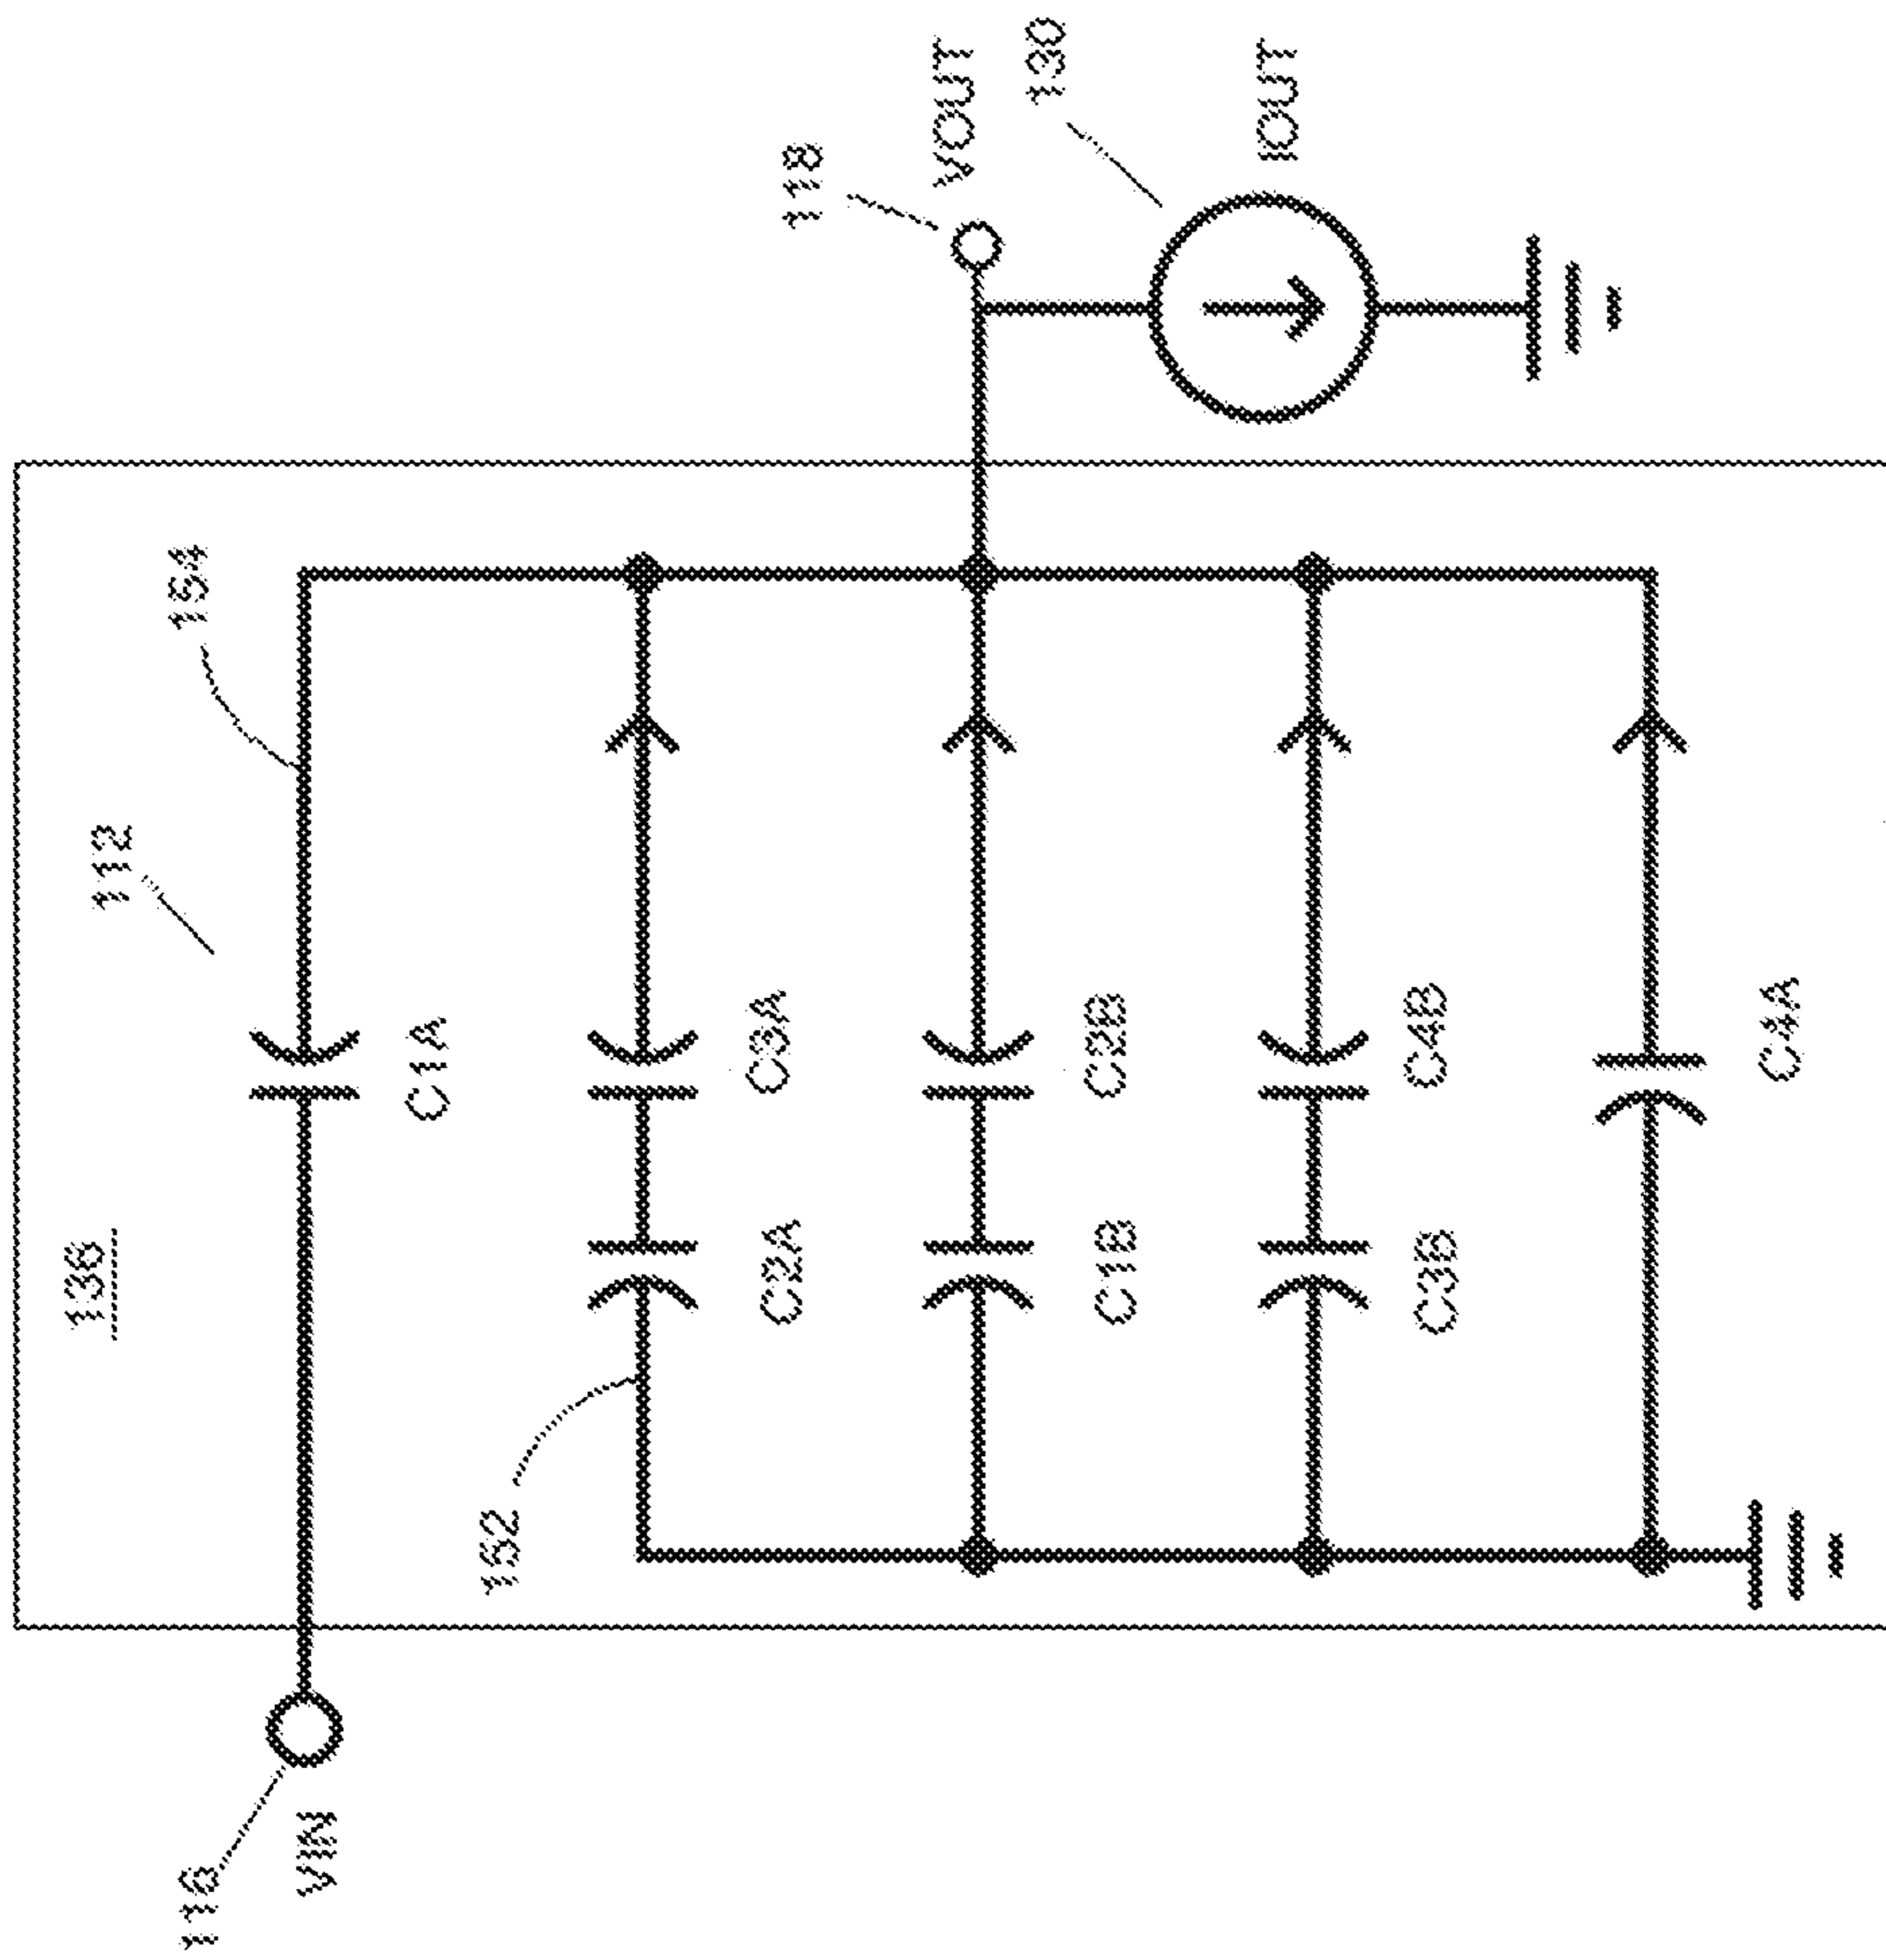 136
112
154
116
VIN
C1A
152
C2A
C3A
118
VOUT
130
C1B
C2B
IOUT
C3B
C4B
C4A